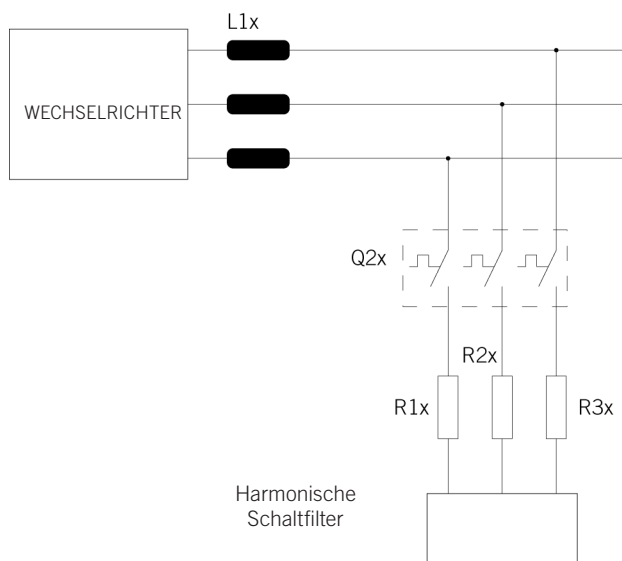 L1x
WECHSELRICHTER
Q2x
R2x
R1x
R3x
Harmonische
Schaltfilter